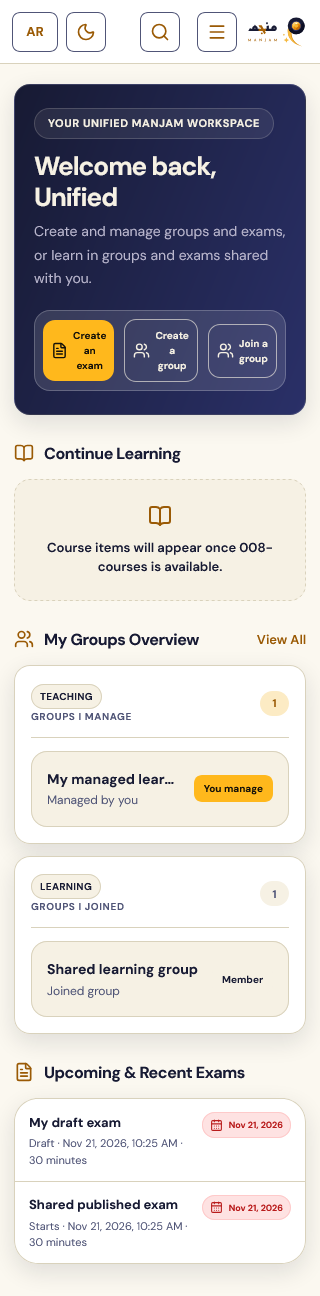 AR
منجم
MANJAM
YOUR UNIFIED MANJAM WORKSPACE
Welcome back,
Unified
Create and manage groups and exams,
or learn in groups and exams shared
with you.
Create
an
exam
Create
a
group
Join a
group
Continue Learning
Course items will appear once 008-
courses is available.
My Groups Overview
View All
TEACHING
GROUPS I MANAGE
1
My managed lear...
Managed by you
You manage
LEARNING
GROUPS I JOINED
1
Shared learning group
Joined group
Member
Upcoming & Recent Exams
My draft exam
Draft · Nov 21, 2026, 10:25 AM ·
30 minutes
Nov 21, 2026
Shared published exam
Starts · Nov 21, 2026, 10:25 AM ·
30 minutes
Nov 21, 2026